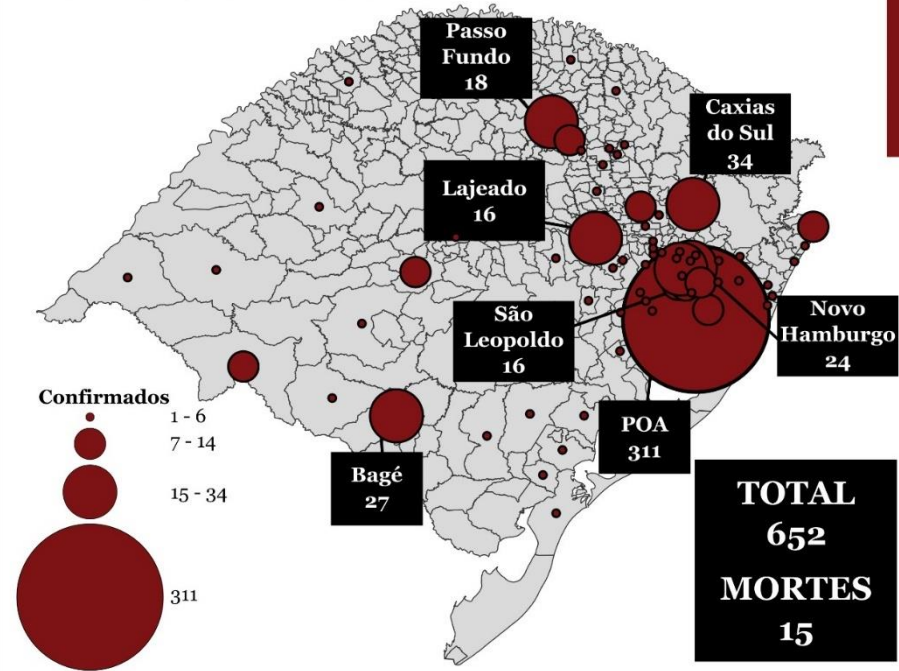 Passo
Fundo
18
Caxias
do Sul
34
Lajeado
16
São
Leopoldo
16
Novo
Hamburgo
24
POA
311
Bagé
27
Confirmados
1 - 6
7 - 14
15 - 34
311
TOTAL
652
MORTES
15